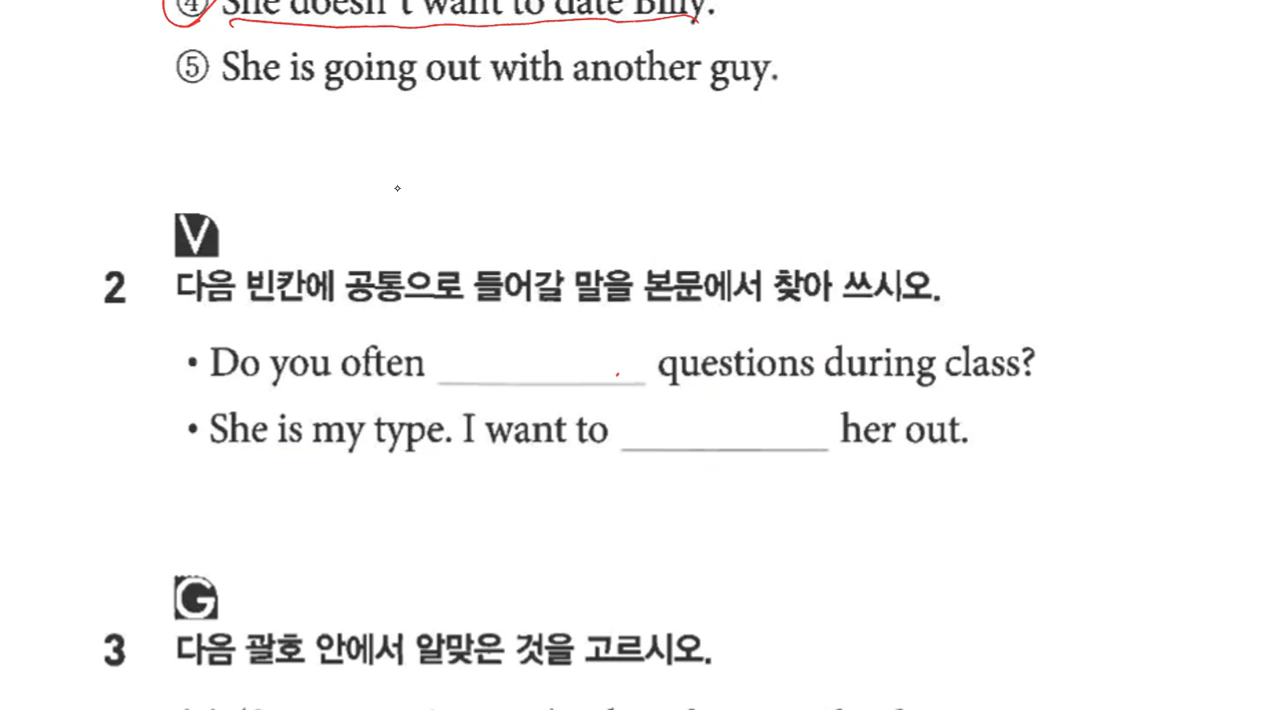 ④ She doesn't want to date Billy.
⑤ She is going out with another guy.
V
2 다음 빈칸에 공통으로 들어갈 말을 본문에서 찾아 쓰시오.
• Do you often __________ questions during class?
• She is my type. I want to __________ her out.
G
3 다음 괄호 안에서 알맞은 것을 고르시오.